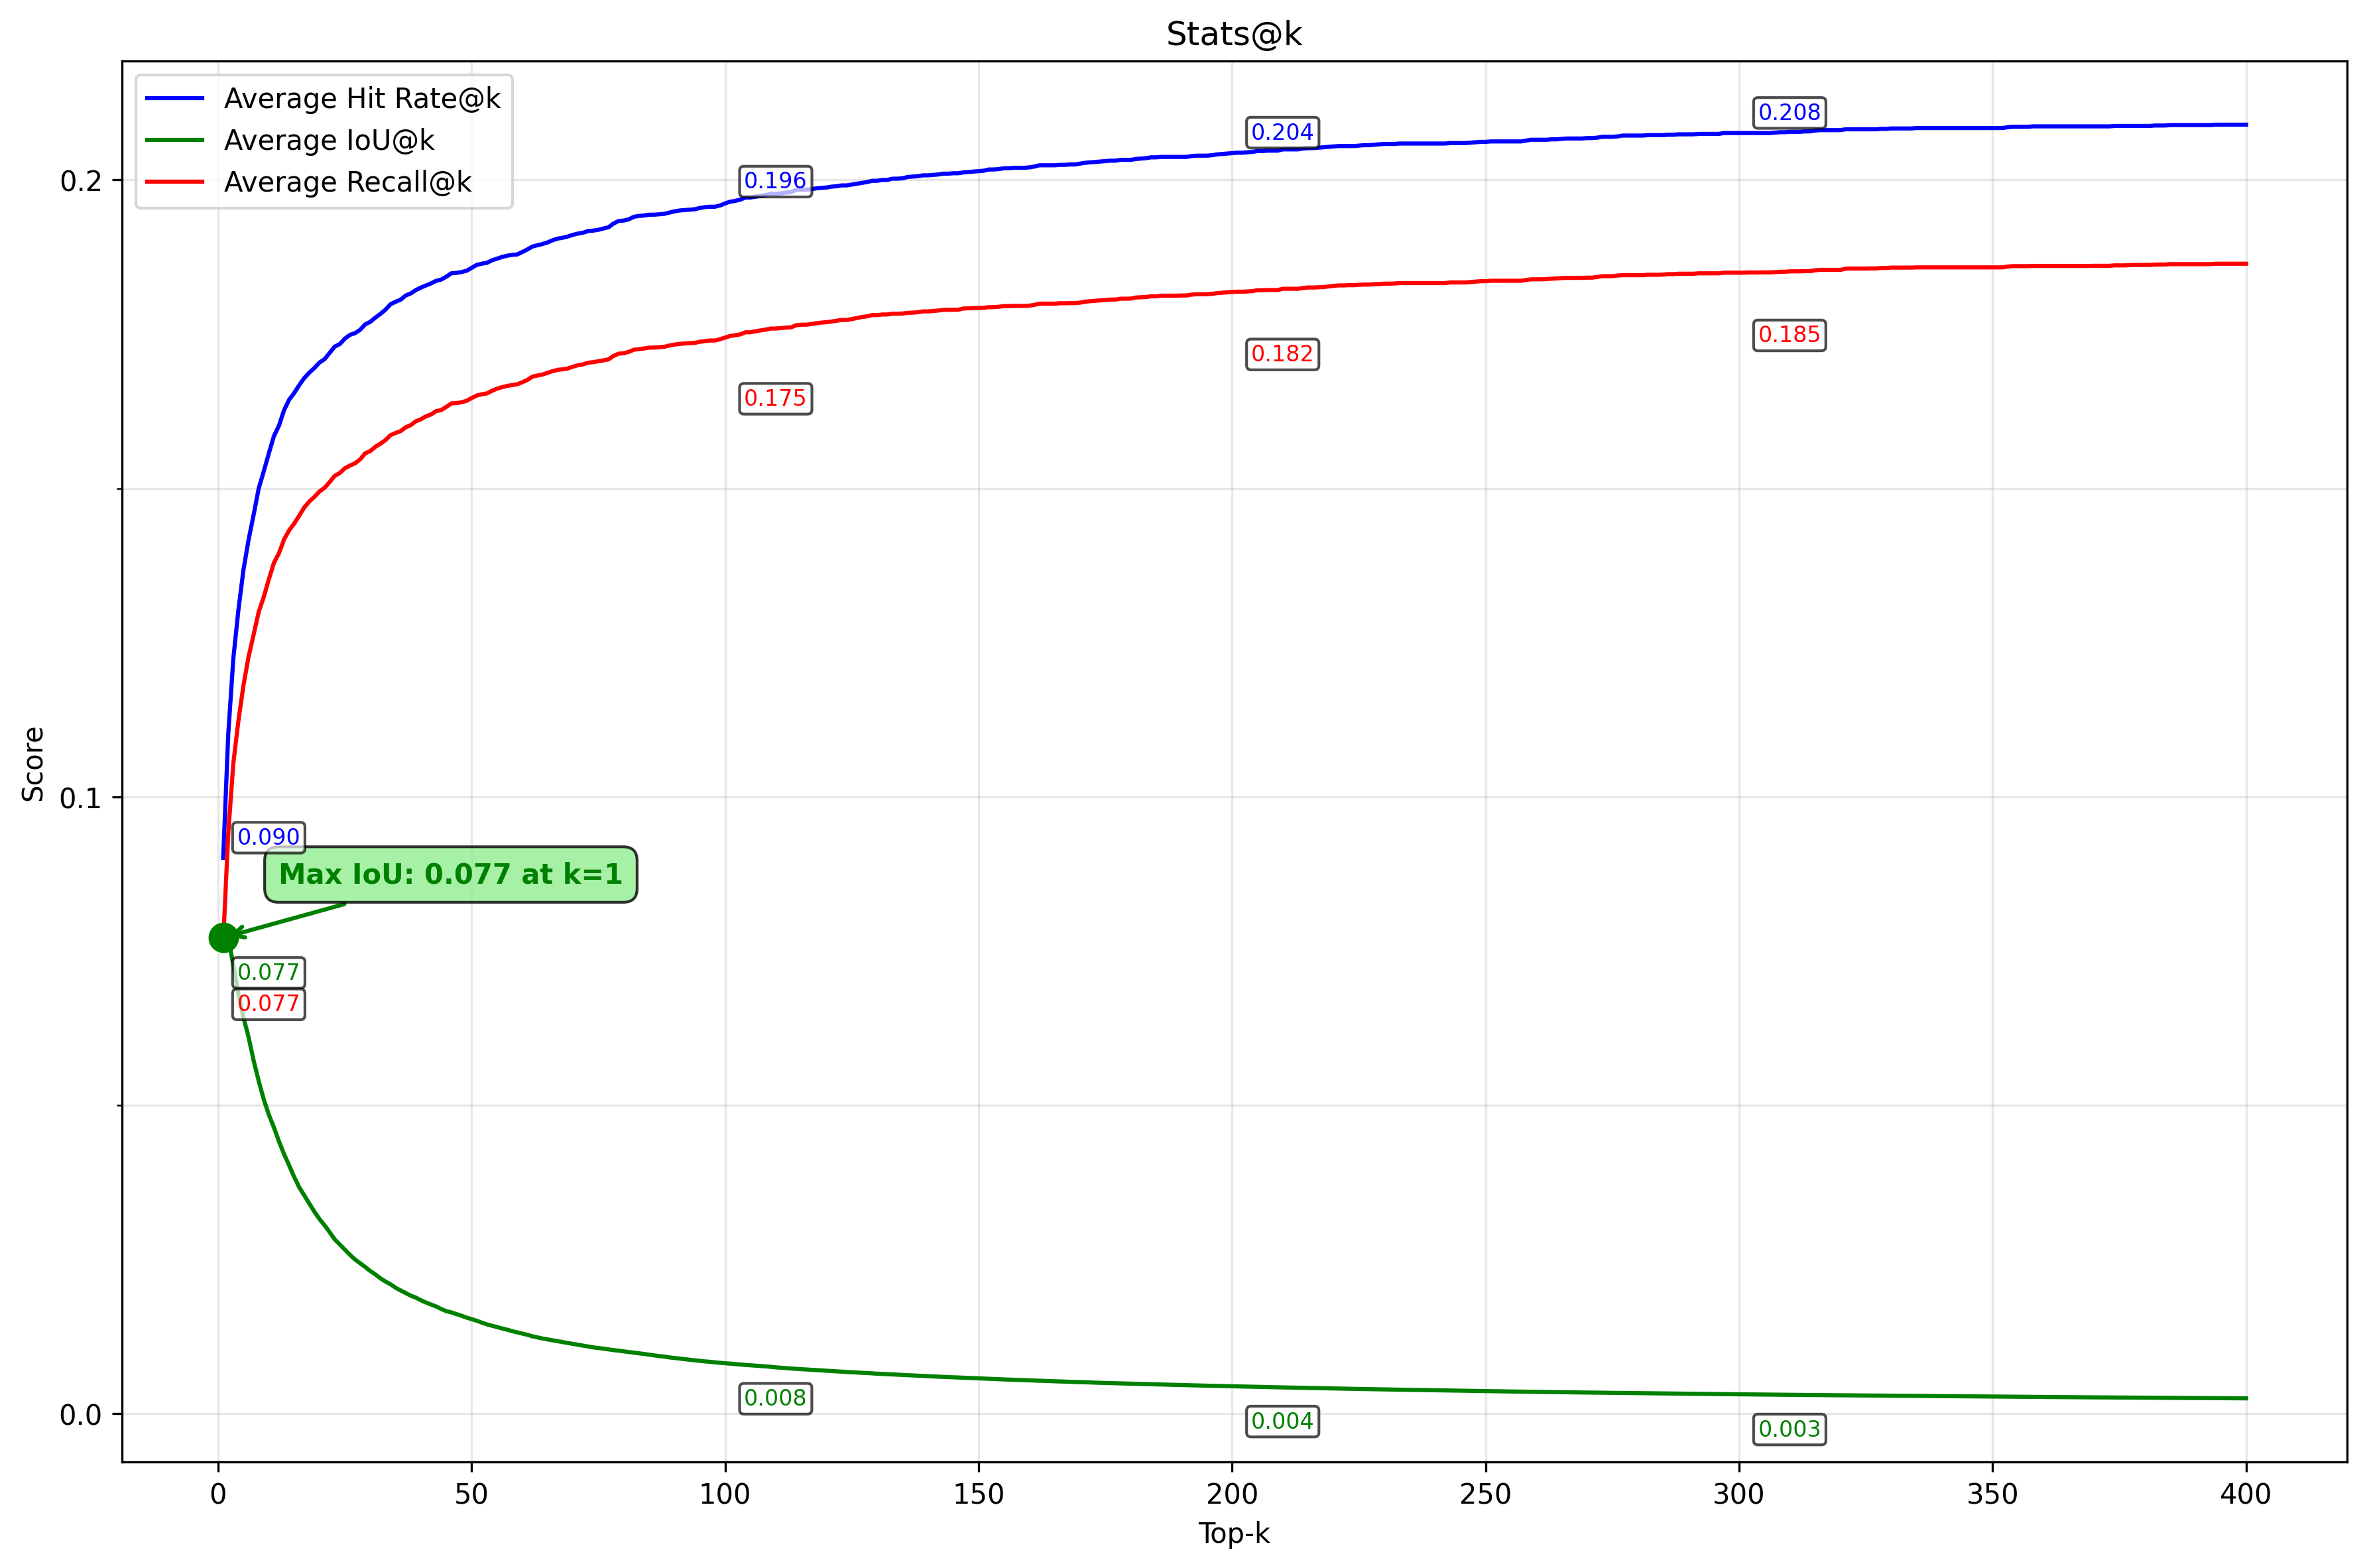 Stats@k
Average Hit Rate@k
Average IoU@k
Average Recall@k
0.208
0.204
0.196
0.2
0.185
0.182
0.175
Score
0.1
0.090
Max IoU: 0.077 at k=1
0.077
0.077
0.008
0.004
0.003
0.0
0 50 100 150 200 250 300 350 400
Top-k